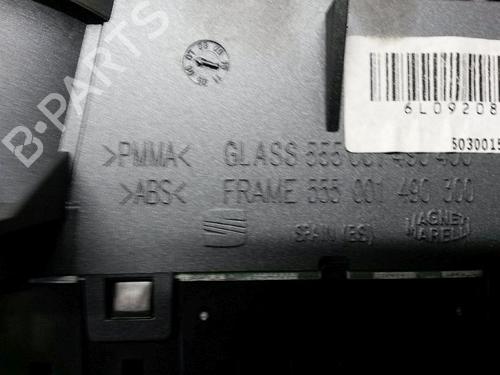 6L09208
5030015
>PMMA< GLASS 555 001 490 400
>ABS< FRAME 555 001 490 300
SPAIN (ES)
MAGNETI
MARELLI
B-PARTS